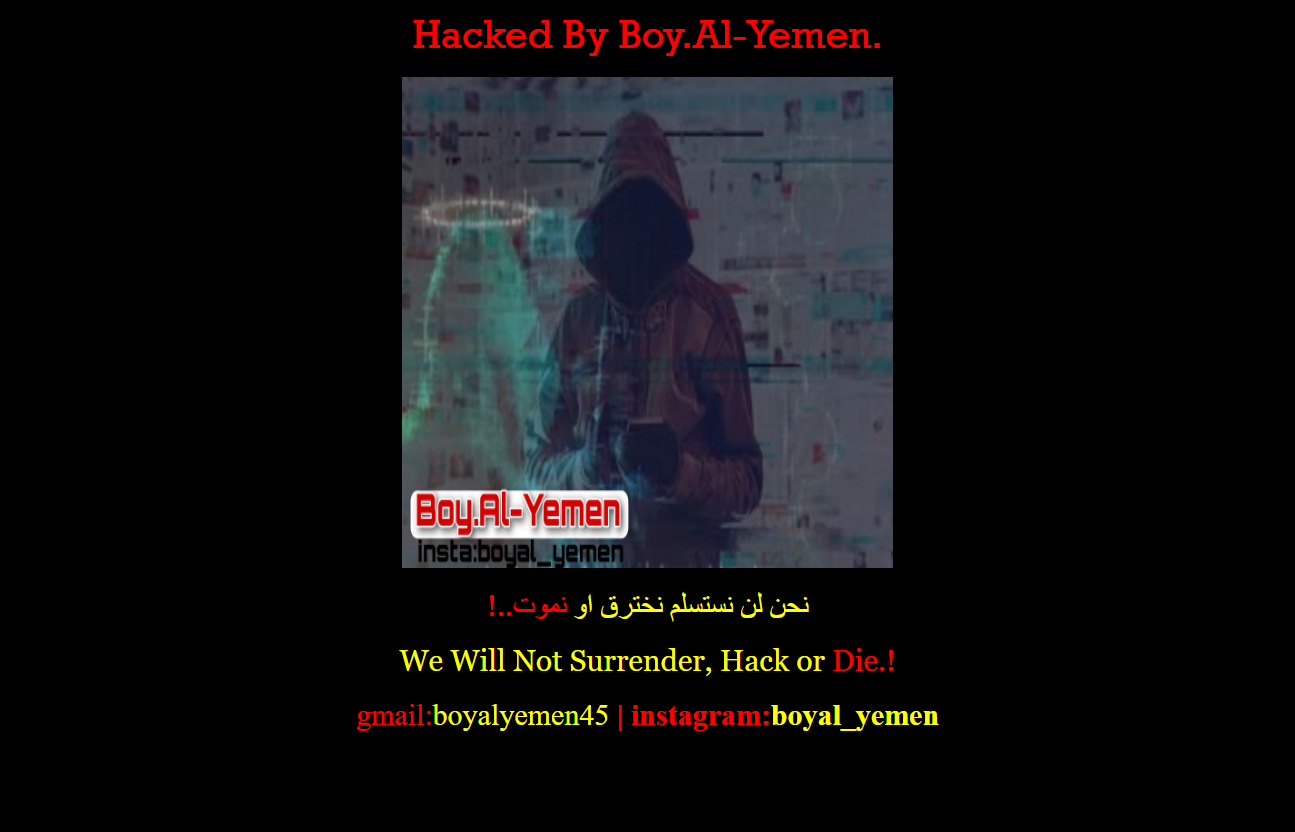 Hacked By Boy.Al-Yemen.
Boy.Al-Yemen
insta:boyal_yemen
نحن لن نستسلم نخترق او نموت..!
We Will Not Surrender, Hack or Die.!
gmail:boyalyemen45 | instagram:boyal_yemen